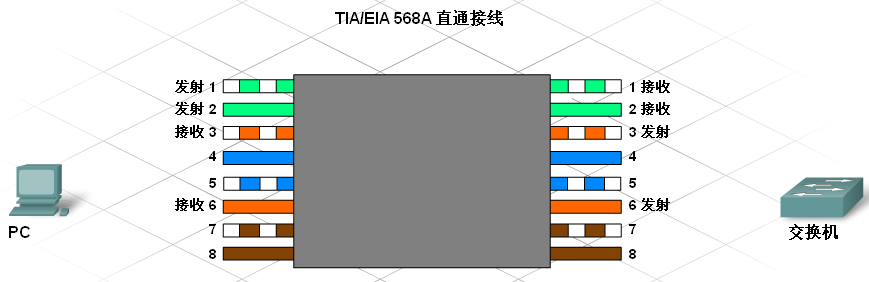 TIA/EIA 568A 直通接线
发射 1 1 接收
发射 2 2 接收
接收 3 3 发射
4 4
5 5
接收 6 6 发射
7 7
8 8
PC 交换机